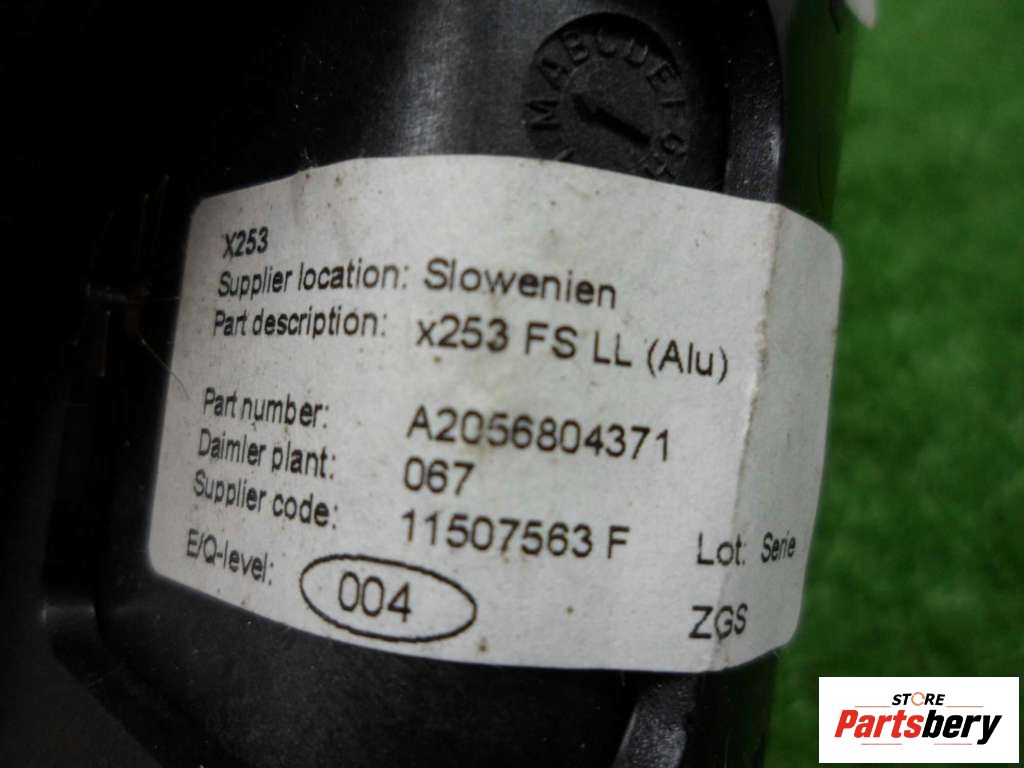 MABCDEFG
X253
Supplier location: Slowenien
Part description: x253 FS LL (Alu)
Part number: A2056804371
Daimler plant: 067
Supplier code: 11507563 F
Lot: Serie
E/Q-level: 004
ZGS
STORE
Partsbery